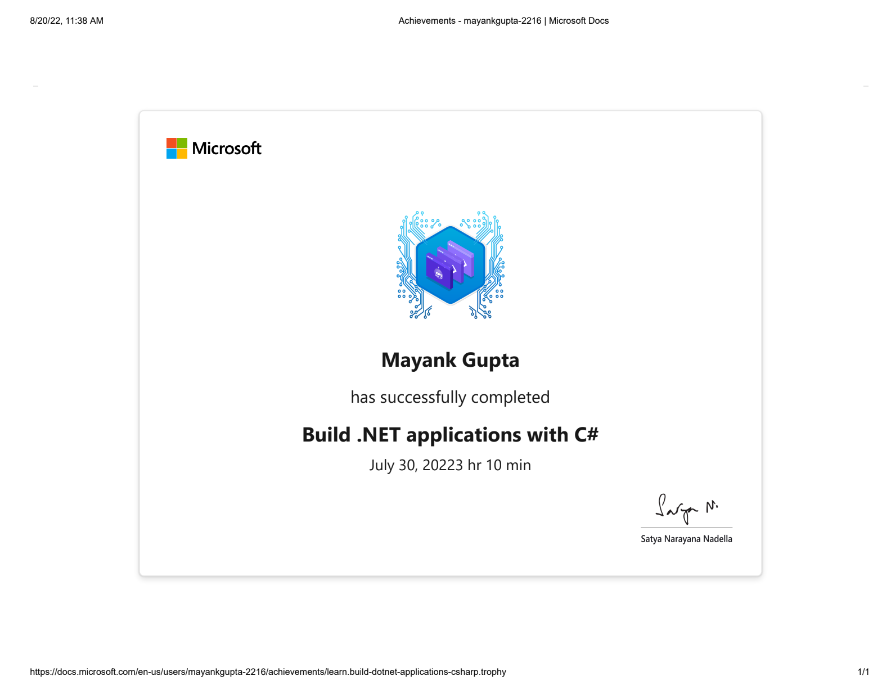 8/20/22, 11:38 AM Achievements - mayankgupta-2216 | Microsoft Docs
Microsoft
Mayank Gupta
has successfully completed
Build .NET applications with C#
July 30, 20223 hr 10 min
Satya N.
Satya Narayana Nadella
https://docs.microsoft.com/en-us/users/mayankgupta-2216/achievements/learn.build-dotnet-applications-csharp.trophy 1/1